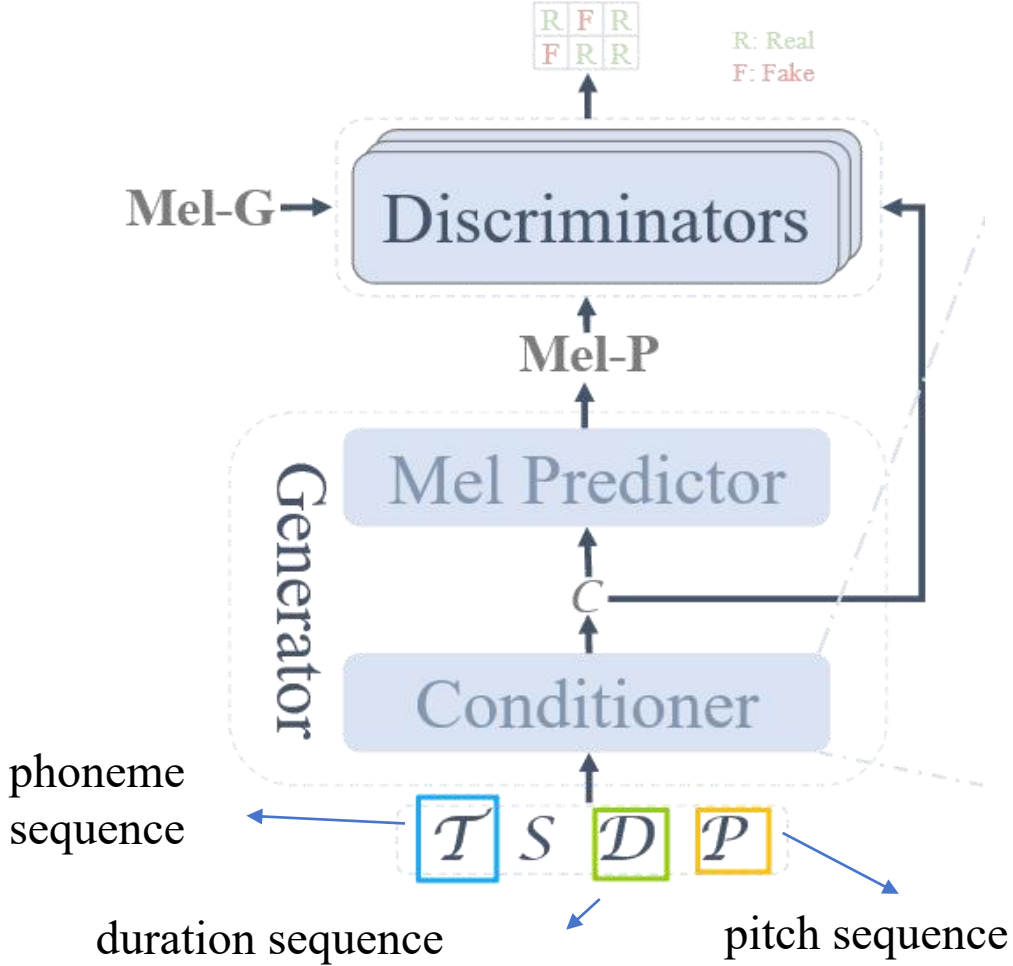 R F R
F R R
R: Real
F: Fake
Discriminators
Mel-G
Mel-P
Mel Predictor
Generator
C
Conditioner
phoneme
sequence
𝒯 S 𝒟 𝒫
duration sequence
pitch sequence